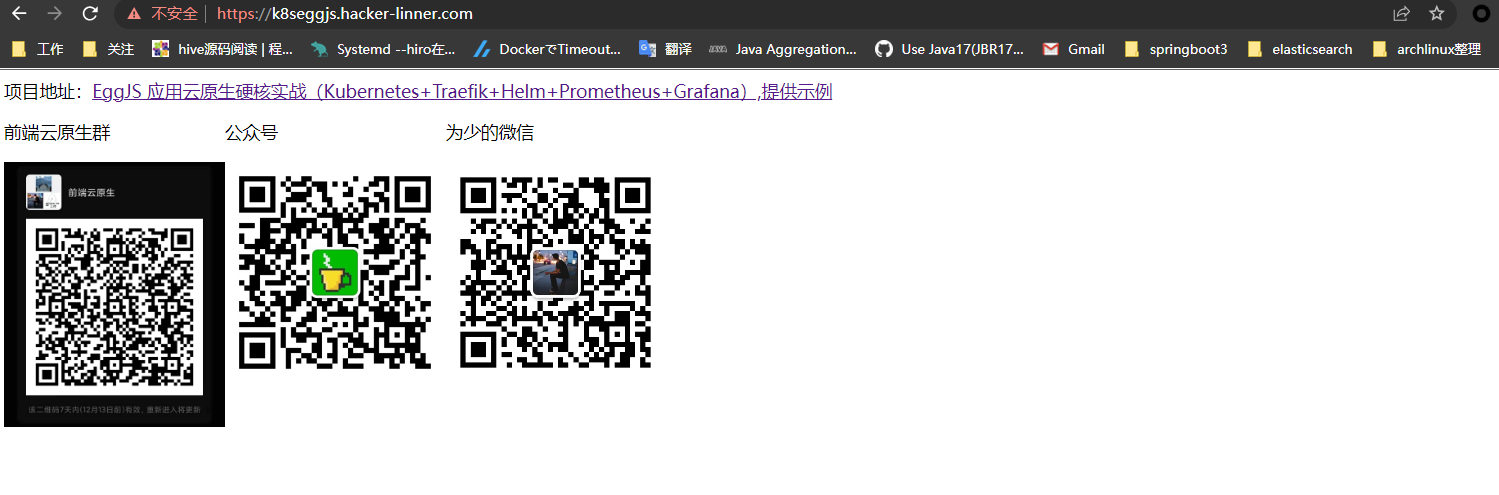 不安全 https://k8seggjs.hacker-linner.com
工作 关注 hive源码阅读 | 程... Systemd --hiro在... DockerでTimeout... 翻译 Java Aggregation... Use Java17(JBR17... Gmail springboot3 elasticsearch archlinux整理
项目地址：EggJS 应用云原生硬核实战（Kubernetes+Traefik+Helm+Prometheus+Grafana）,提供示例
前端云原生群 公众号 为少的微信
前端云原生
该二维码7天内(12月13日前)有效，重新进入将更新